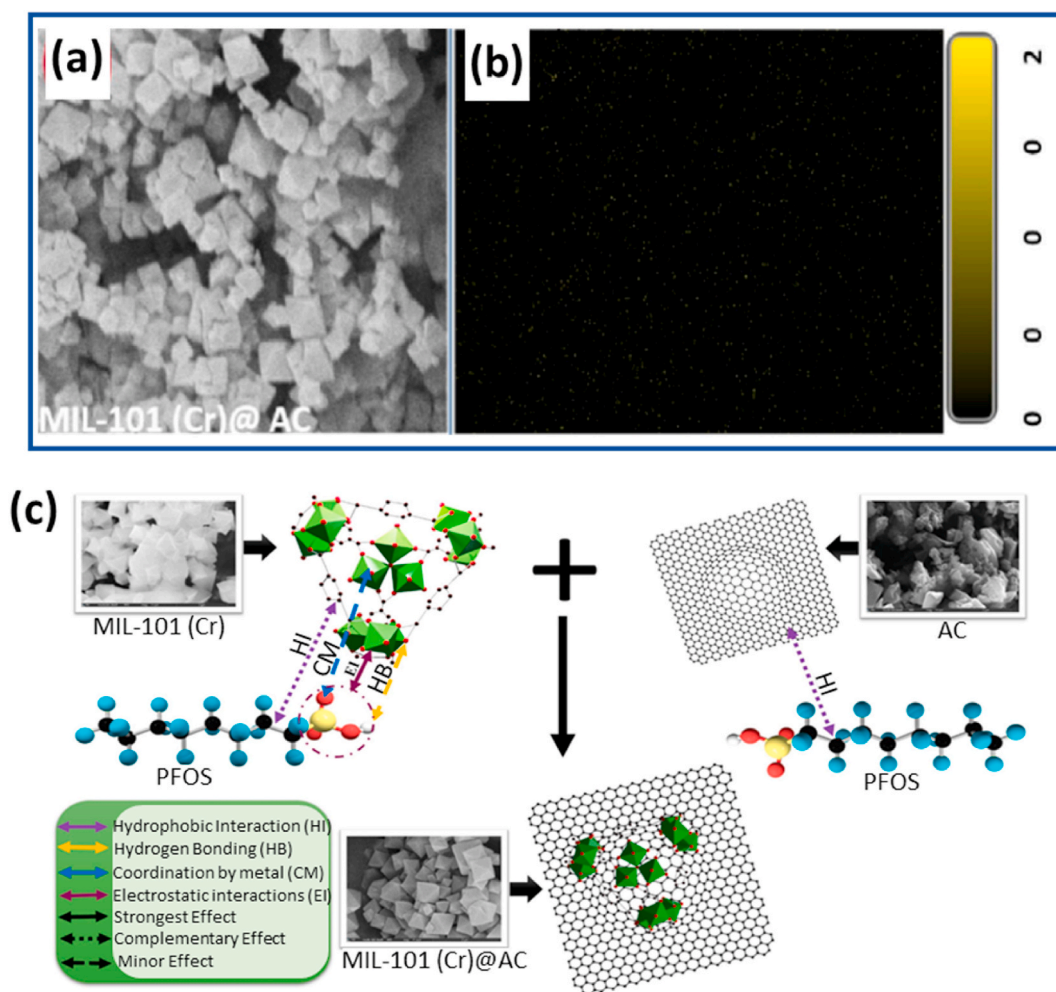 (a)
(b)
2
0
0
0
0
MIL-101 (Cr)@ AC
(c)
MIL-101 (Cr)
AC
HI
CM
EI
HB
HI
PFOS
PFOS
Hydrophobic Interaction (HI)
Hydrogen Bonding (HB)
Coordination by metal (CM)
Electrostatic interactions (EI)
Strongest Effect
Complementary Effect
Minor Effect
MIL-101 (Cr)@AC